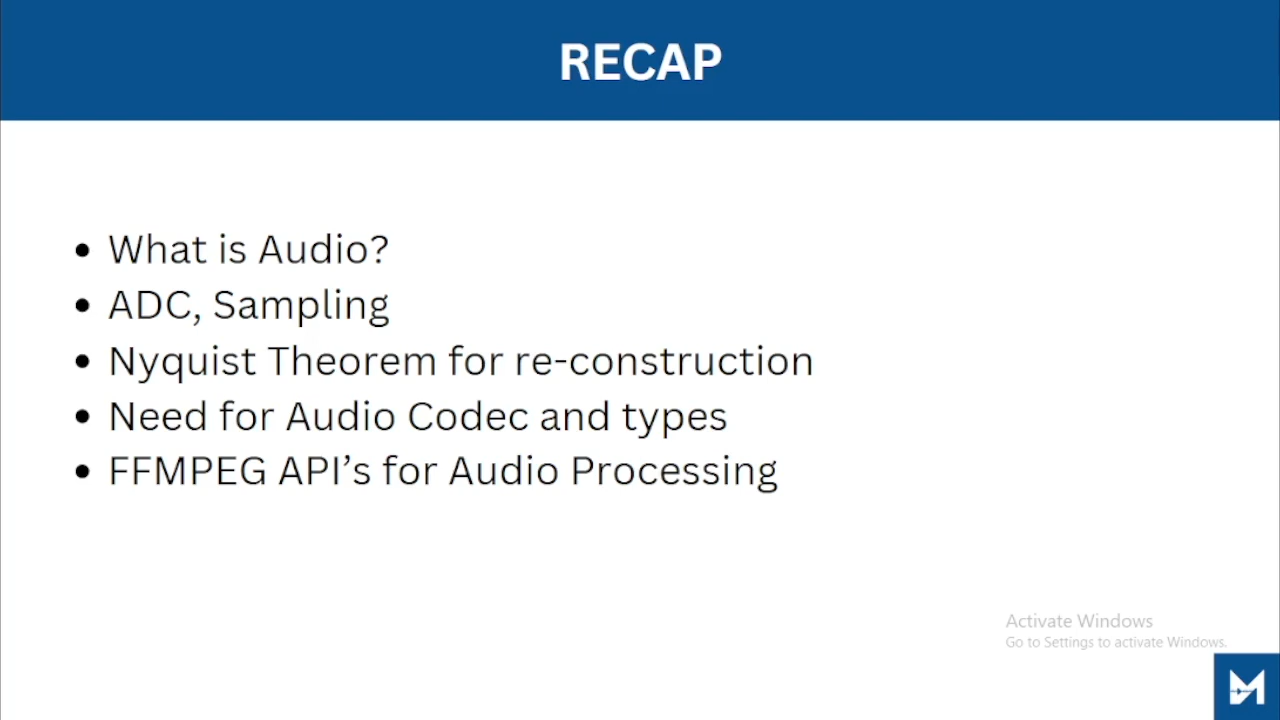 RECAP
• What is Audio?
• ADC, Sampling
• Nyquist Theorem for re-construction
• Need for Audio Codec and types
• FFMPEG API’s for Audio Processing
Activate Windows
Go to Settings to activate Windows.